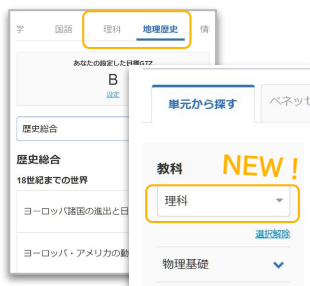 学 国語 理科 地理歴史 情
あなたの設定した目標GTZ
B
設定
歴史総合
歴史総合
18世紀までの世界
ヨーロッパ諸国の進出と日
ヨーロッパ・アメリカの動
単元から探す ベネッセ
教科 NEW!
理科
選択解除
物理基礎